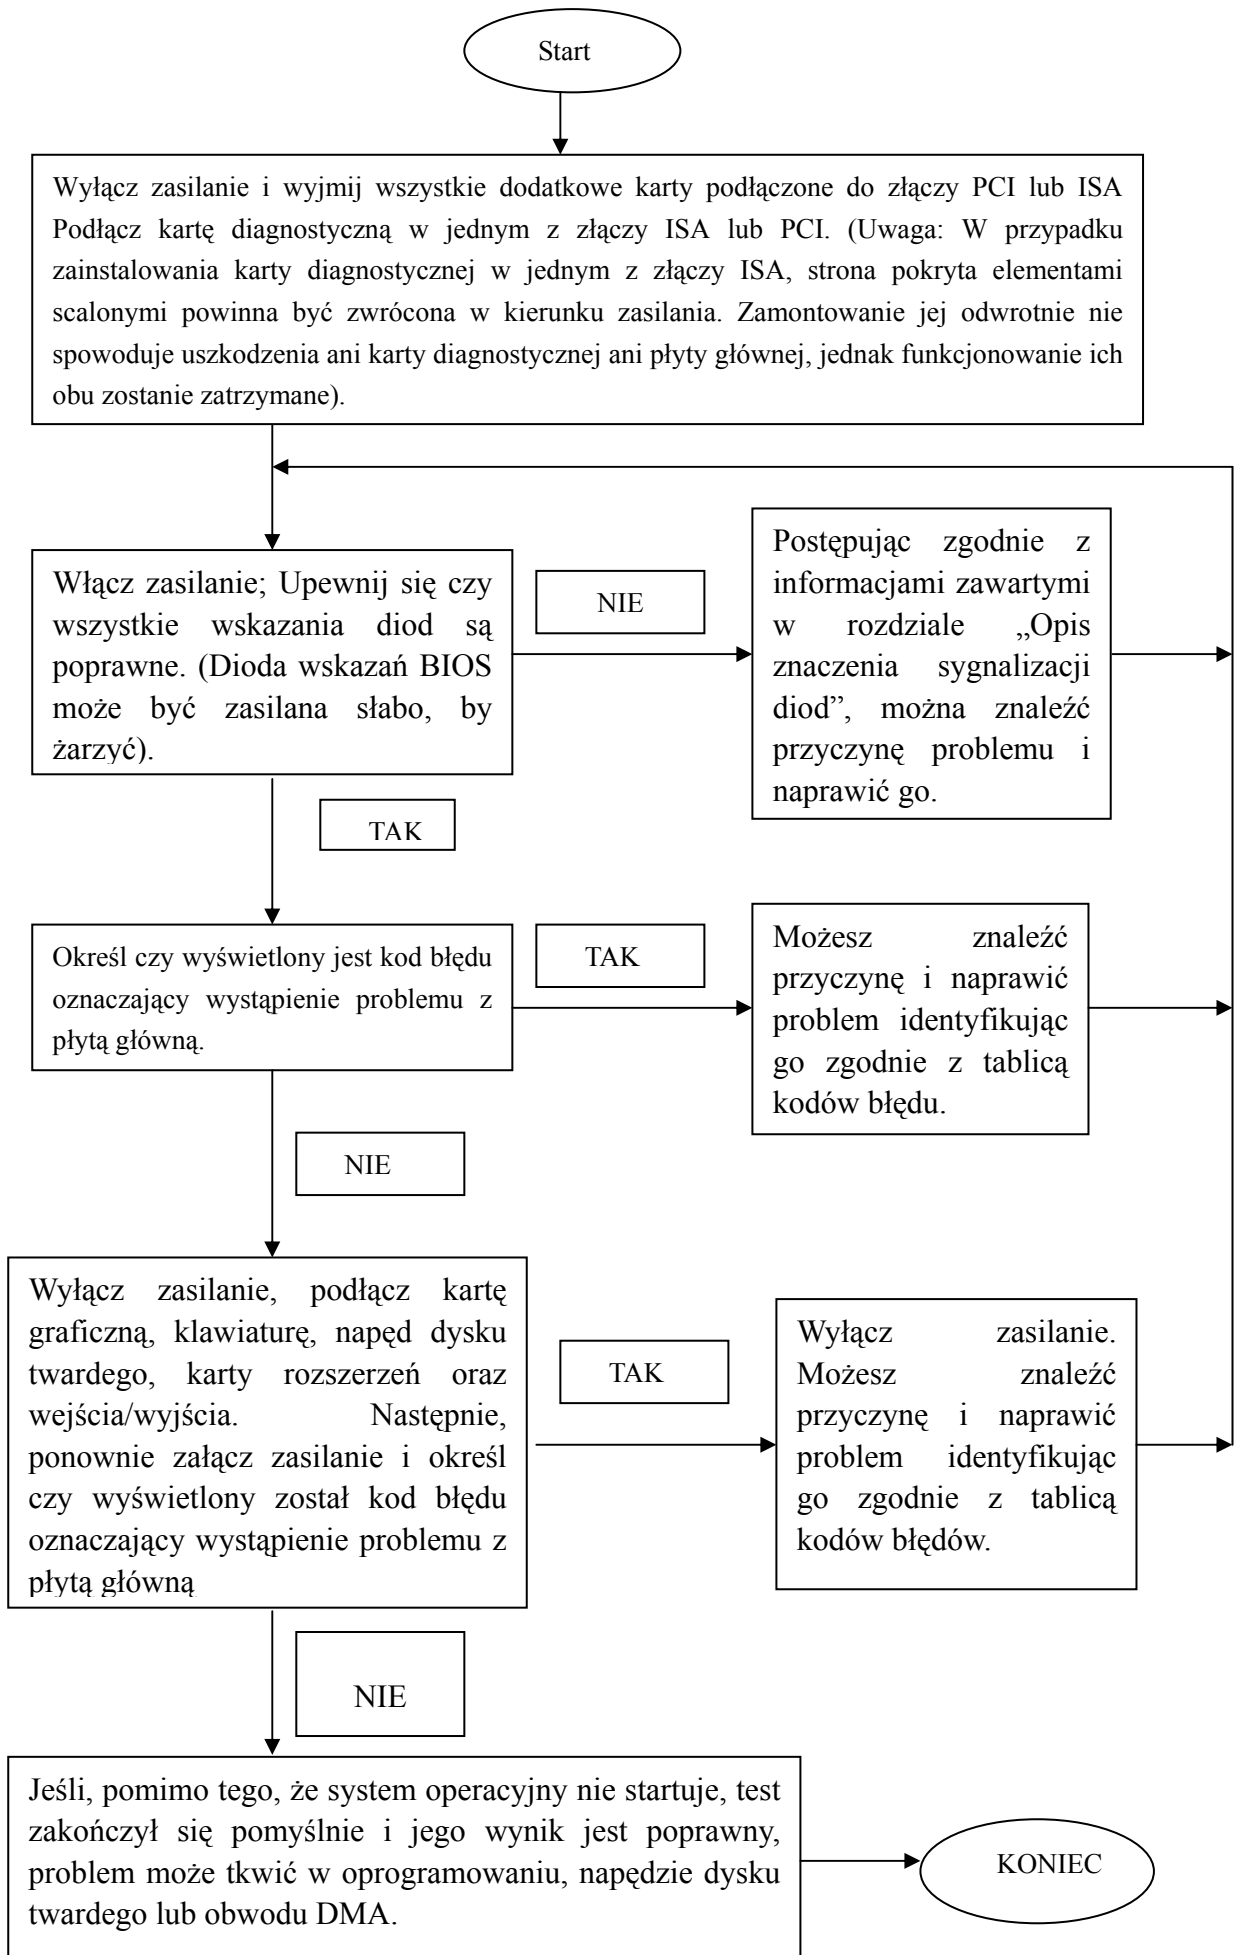 Start
Wyłącz zasilanie i wyjmij wszystkie dodatkowe karty podłączone do złączy PCI lub ISA
Podłącz kartę diagnostyczną w jednym z złączy ISA lub PCI. (Uwaga: W przypadku
zainstalowania karty diagnostycznej w jednym z złączy ISA, strona pokryta elementami
scalonymi powinna być zwrócona w kierunku zasilania. Zamontowanie jej odwrotnie nie
spowoduje uszkodzenia ani karty diagnostycznej ani płyty głównej, jednak funkcjonowanie ich
obu zostanie zatrzymane).
Włącz zasilanie; Upewnij się czy
wszystkie wskazania diod są
poprawne. (Dioda wskazań BIOS
może być zasilana słabo, by
żarzyć).
NIE
Postępując zgodnie z
informacjami zawartymi
w rozdziale „Opis
znaczenia sygnalizacji
diod”, można znaleźć
przyczynę problemu i
naprawić go.
TAK
Określ czy wyświetlony jest kod błędu
oznaczający wystąpienie problemu z
płytą główną.
TAK
Możesz znaleźć
przyczynę i naprawić
problem identyfikując
go zgodnie z tablicą
kodów błędu.
NIE
Wyłącz zasilanie, podłącz kartę
graficzną, klawiaturę, napęd dysku
twardego, karty rozszerzeń oraz
wejścia/wyjścia. Następnie,
ponownie załącz zasilanie i określ
czy wyświetlony został kod błędu
oznaczający wystąpienie problemu z
płytą główną
TAK
Wyłącz zasilanie.
Możesz znaleźć
przyczynę i naprawić
problem identyfikując
go zgodnie z tablicą
kodów błędów.
NIE
Jeśli, pomimo tego, że system operacyjny nie startuje, test
zakończył się pomyślnie i jego wynik jest poprawny,
problem może tkwić w oprogramowaniu, napędzie dysku
twardego lub obwodu DMA.
KONIEC